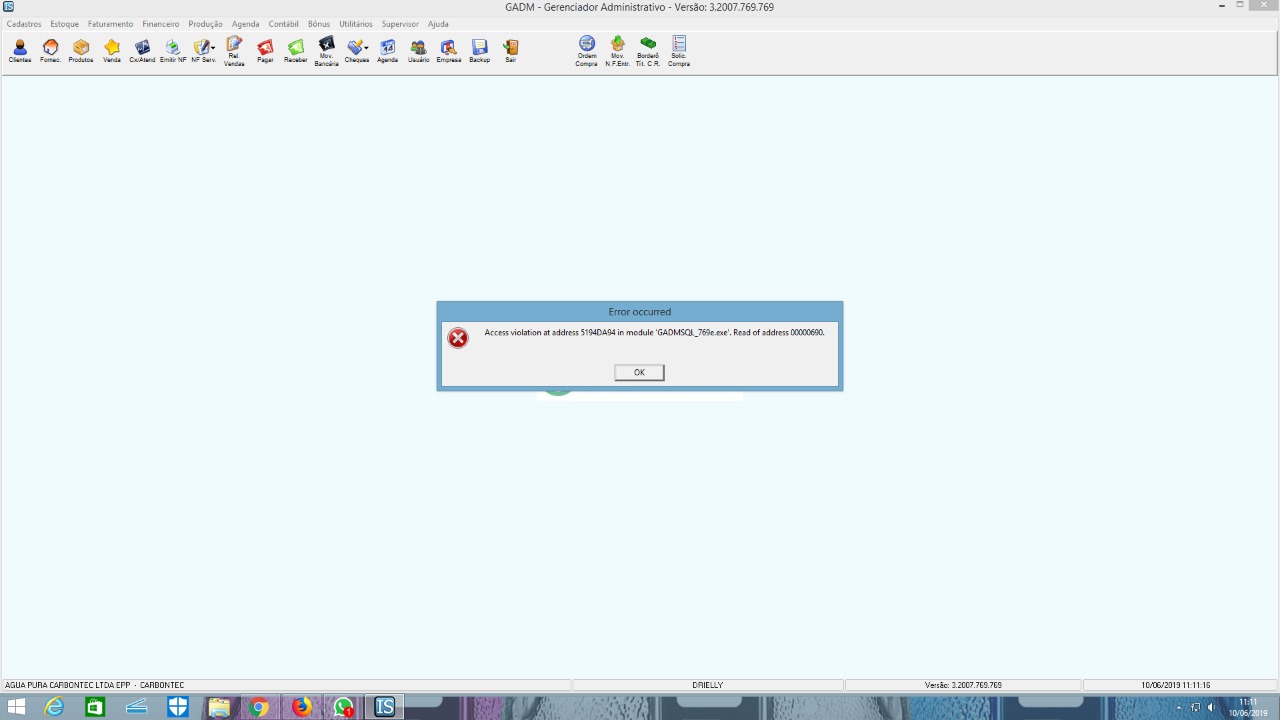 GADM - Gerenciador Administrativo - Versão: 3.2007.769.769
Cadastros Estoque Faturamento Financeiro Produção Agenda Contábil Bônus Utilitários Supervisor Ajuda
Clientes Fornec. Produtos Venda Cx/Atend Emitir NF NF Serv. Rel. Vendas Pagar Receber Mov. Bancária Cheques Agenda Usuário Empresa Backup Sair Ordem Compra Mov. N.F.Entr. Borderô Tit. C.R. Solic. Compra
Error occurred
Access violation at address 5194DA94 in module 'GADMSQL_769e.exe'. Read of address 00000690.
OK
AGUA PURA CARBONTEC LTDA EPP - CARBONTEC DRIELLY Versão: 3.2007.769.769 10/06/2019 11:11:16
11:11
10/06/2019